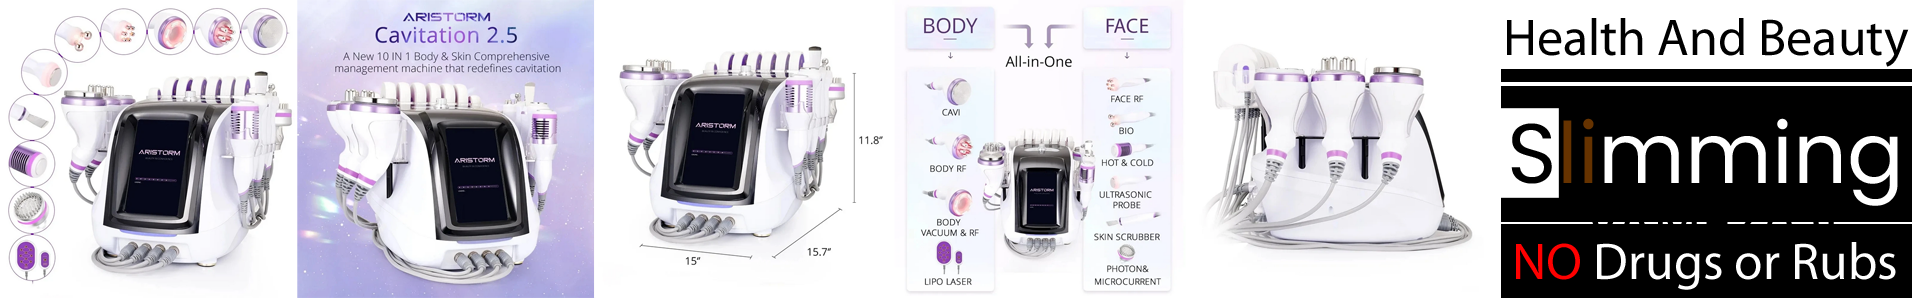 ARISTORM
ARISTORM
Cavitation 2.5
A New 10 IN 1 Body & Skin Comprehensive
management machine that redefines cavitation
ARISTORM
ARISTORM
11.8"
15"
15.7"
BODY
FACE
All-in-One
CAVI
BODY RF
BODY
VACUUM & RF
LIPO LASER
ARISTORM
FACE RF
BIO
HOT & COLD
ULTRASONIC
PROBE
SKIN SCRUBBER
PHOTON&
MICROCURRENT
Health And Beauty
Slimming
NO Drugs or Rubs